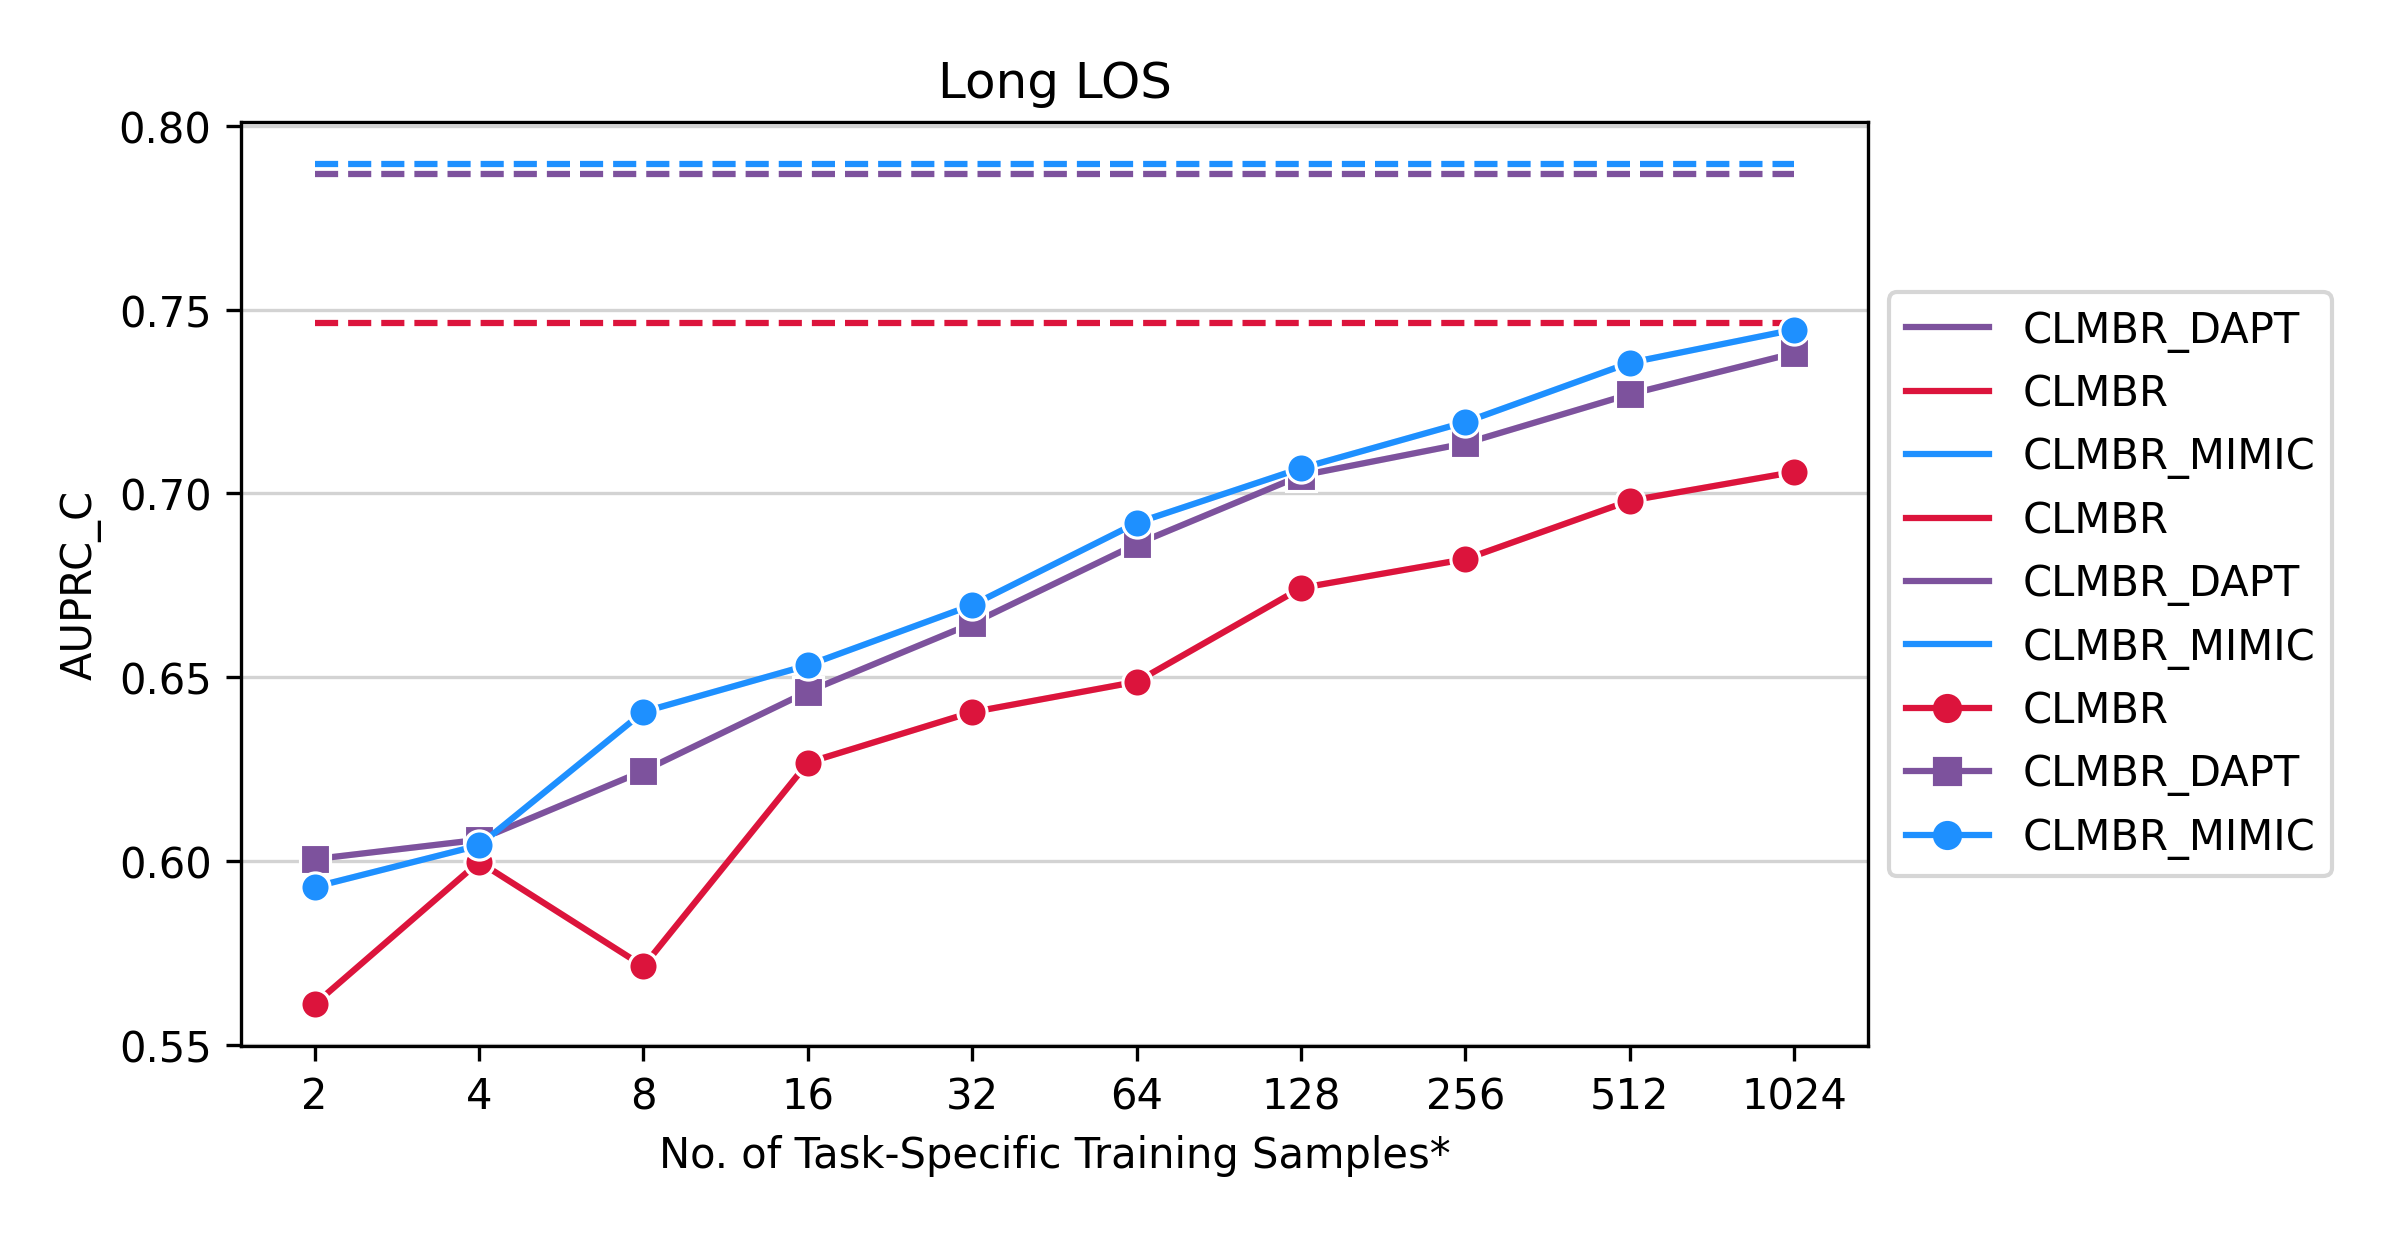 Long LOS
0.80
0.75
0.70
0.65
0.60
0.55
AUPRC_C
2 4 8 16 32 64 128 256 512 1024
No. of Task-Specific Training Samples*
CLMBR_DAPT
CLMBR
CLMBR_MIMIC
CLMBR
CLMBR_DAPT
CLMBR_MIMIC
CLMBR
CLMBR_DAPT
CLMBR_MIMIC